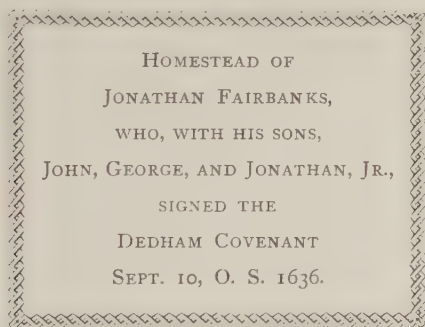 Homestead of
Jonathan Fairbanks,
who, with his sons,
John, George, and Jonathan, Jr.,
signed the
Dedham Covenant
Sept. 10, O. S. 1636.